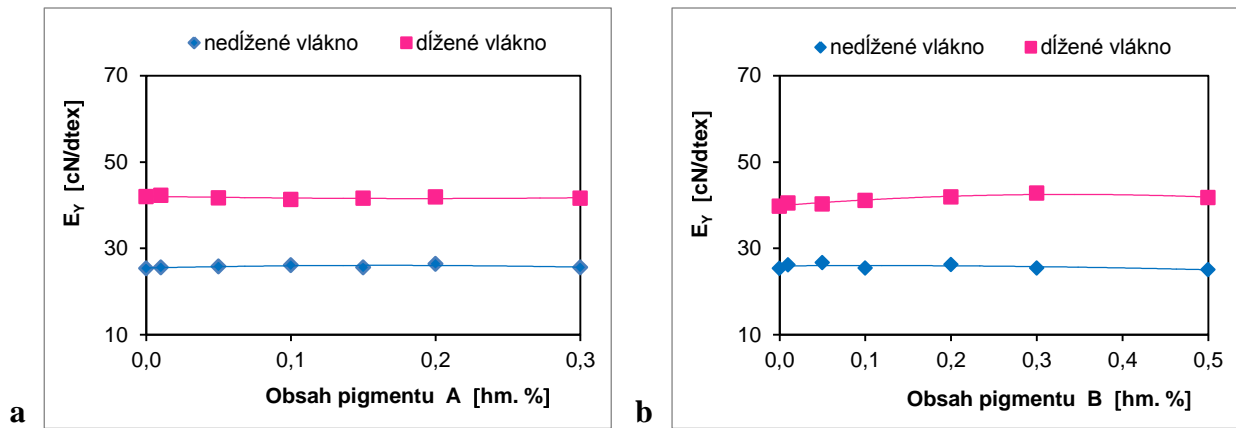 nedĺžené vlákno dĺžené vlákno
E_Y [cN/dtex]
70
50
30
10
0,0 0,1 0,2 0,3
Obsah pigmentu A [hm. %]
a
nedĺžené vlákno dĺžené vlákno
E_Y [cN/dtex]
70
50
30
10
0,0 0,1 0,2 0,3 0,4 0,5
Obsah pigmentu B [hm. %]
b